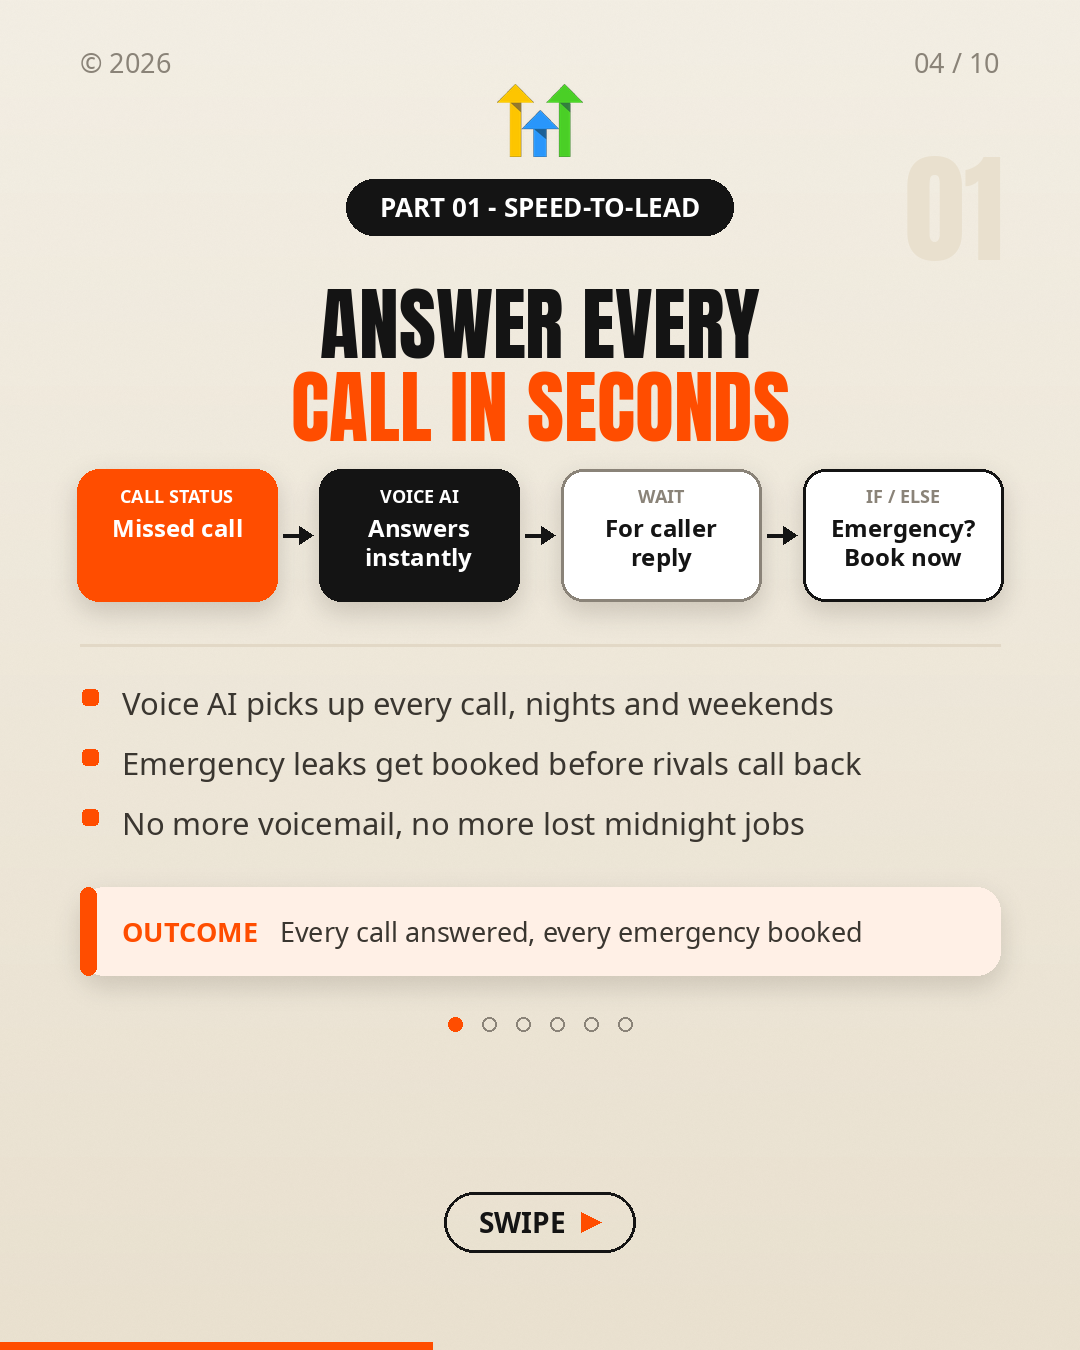 © 2026
04 / 10
PART 01 - SPEED-TO-LEAD
01
ANSWER EVERY
CALL IN SECONDS
CALL STATUS
Missed call
VOICE AI
Answers
instantly
WAIT
For caller
reply
IF / ELSE
Emergency?
Book now
Voice AI picks up every call, nights and weekends
Emergency leaks get booked before rivals call back
No more voicemail, no more lost midnight jobs
OUTCOME Every call answered, every emergency booked
SWIPE